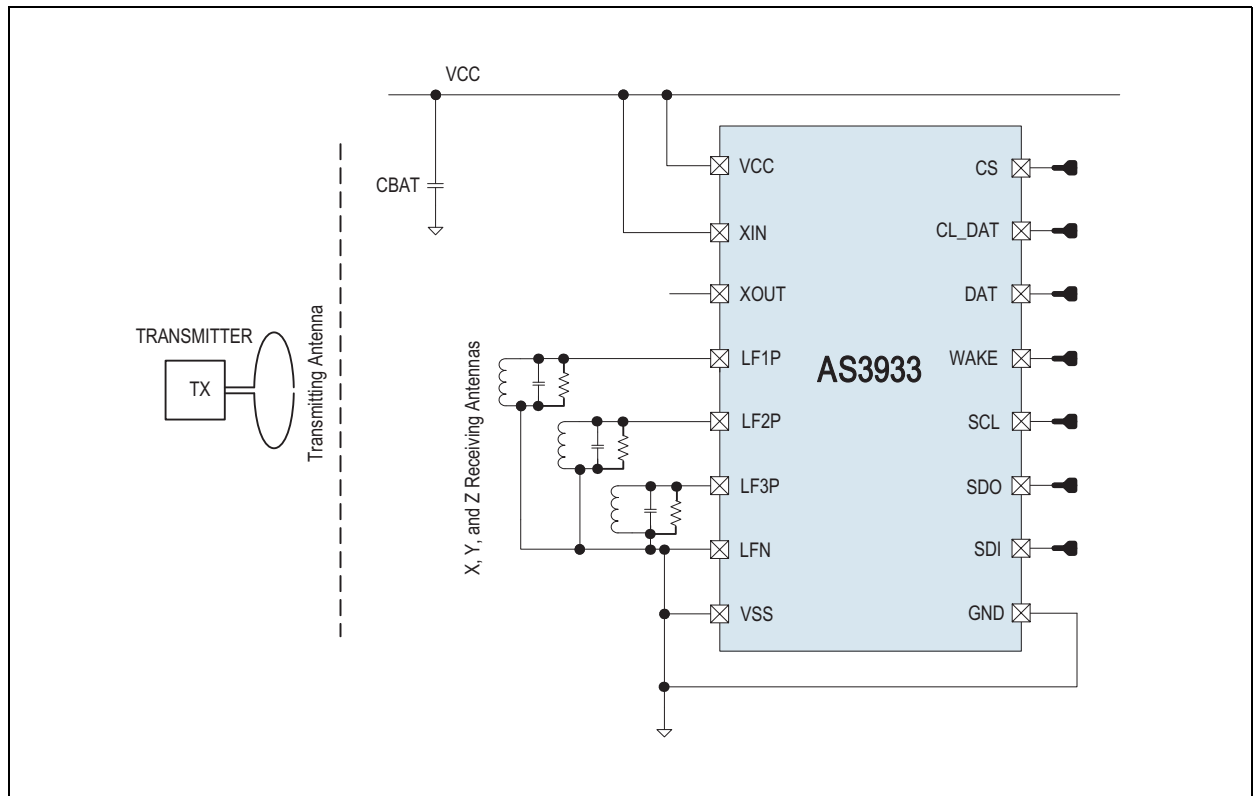 VCC
CBAT
TRANSMITTER
TX
Transmitting Antenna
X, Y, and Z Receiving Antennas
AS3933
VCC
XIN
XOUT
LF1P
LF2P
LF3P
LFN
VSS
CS
CL_DAT
DAT
WAKE
SCL
SDO
SDI
GND